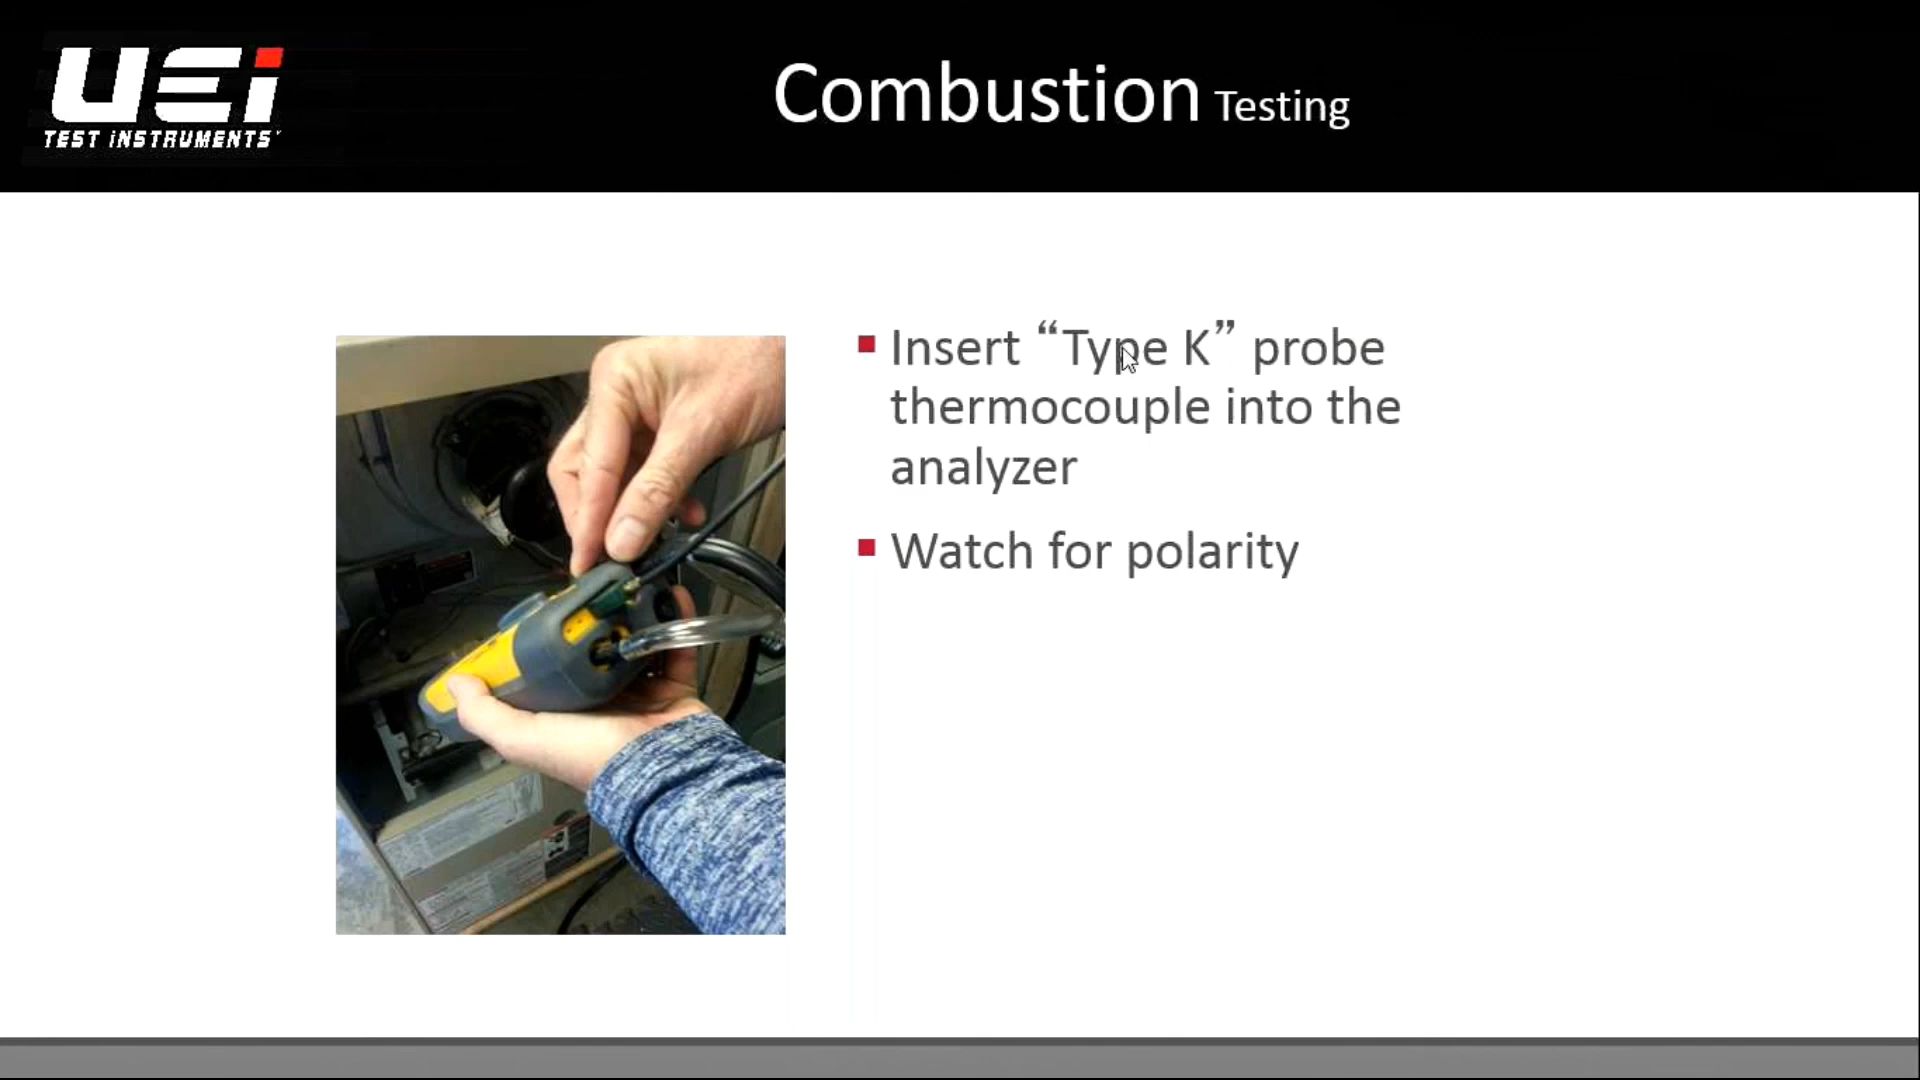 UEi
TEST iNSTRUMENTS
Combustion Testing
Insert “Type K” probe
thermocouple into the
analyzer
Watch for polarity